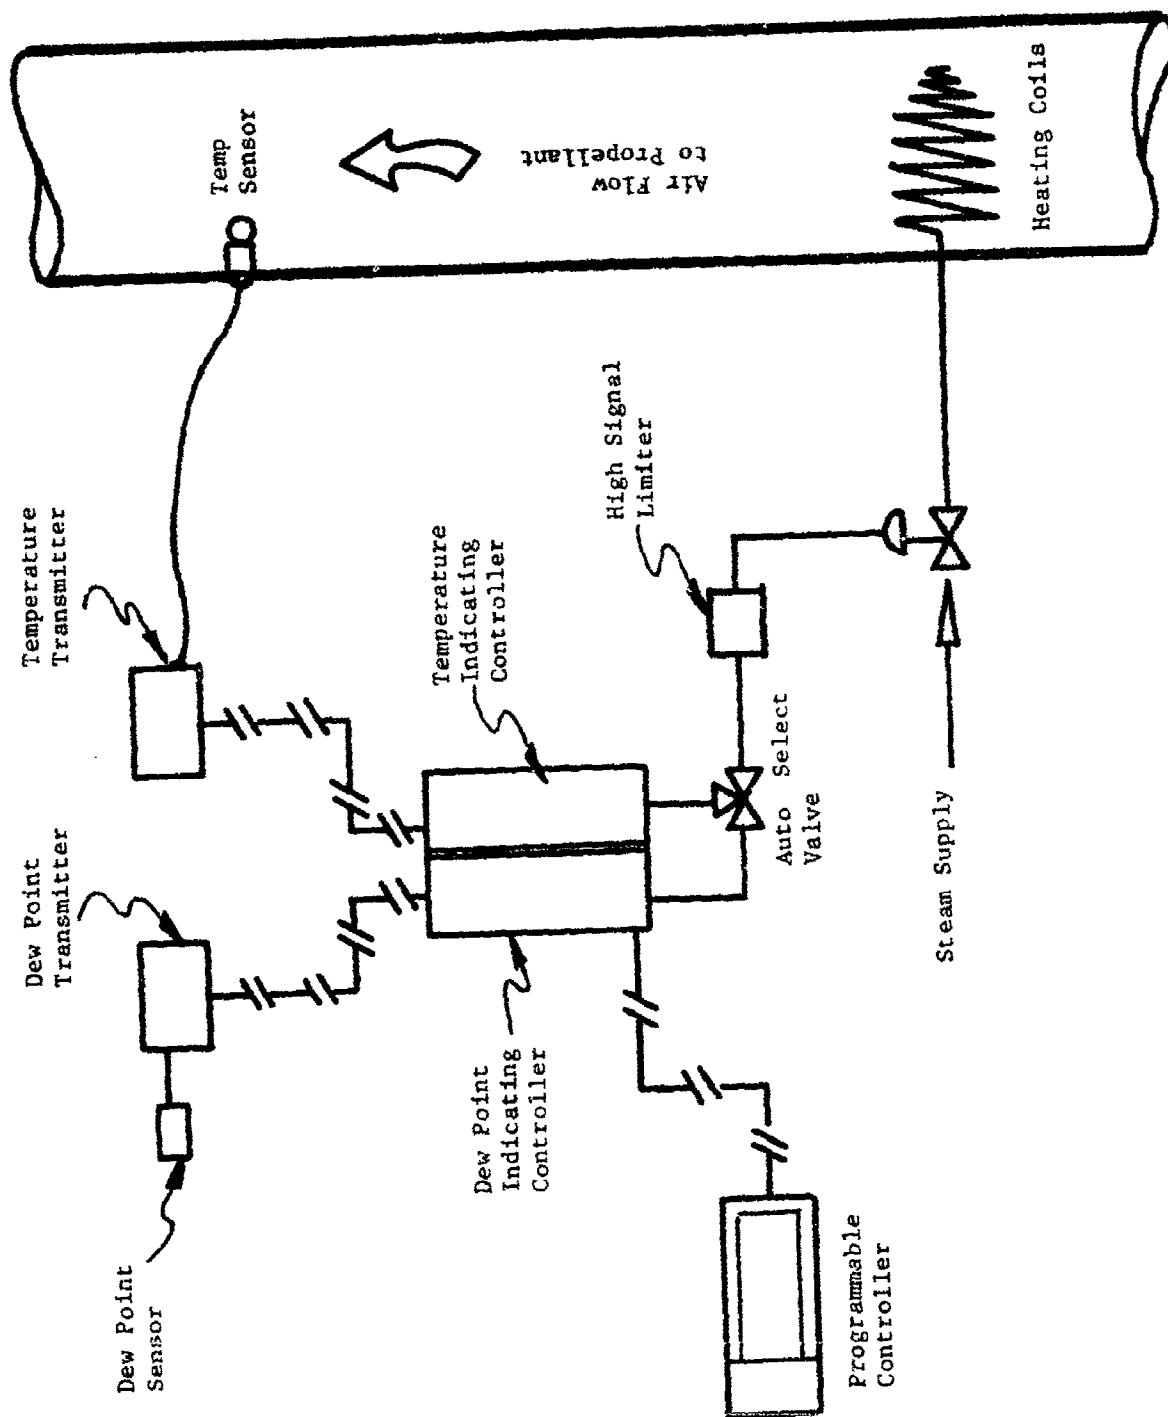 Dew Point
Sensor
Dew Point
Transmitter
Temperature
Transmitter
Temp
Sensor
Air Flow
to Propellant
Dew Point
Indicating
Controller
Temperature
Indicating
Controller
High Signal
Limiter
Auto Select
Valve
Programmable
Controller
Steam Supply
Heating Coils